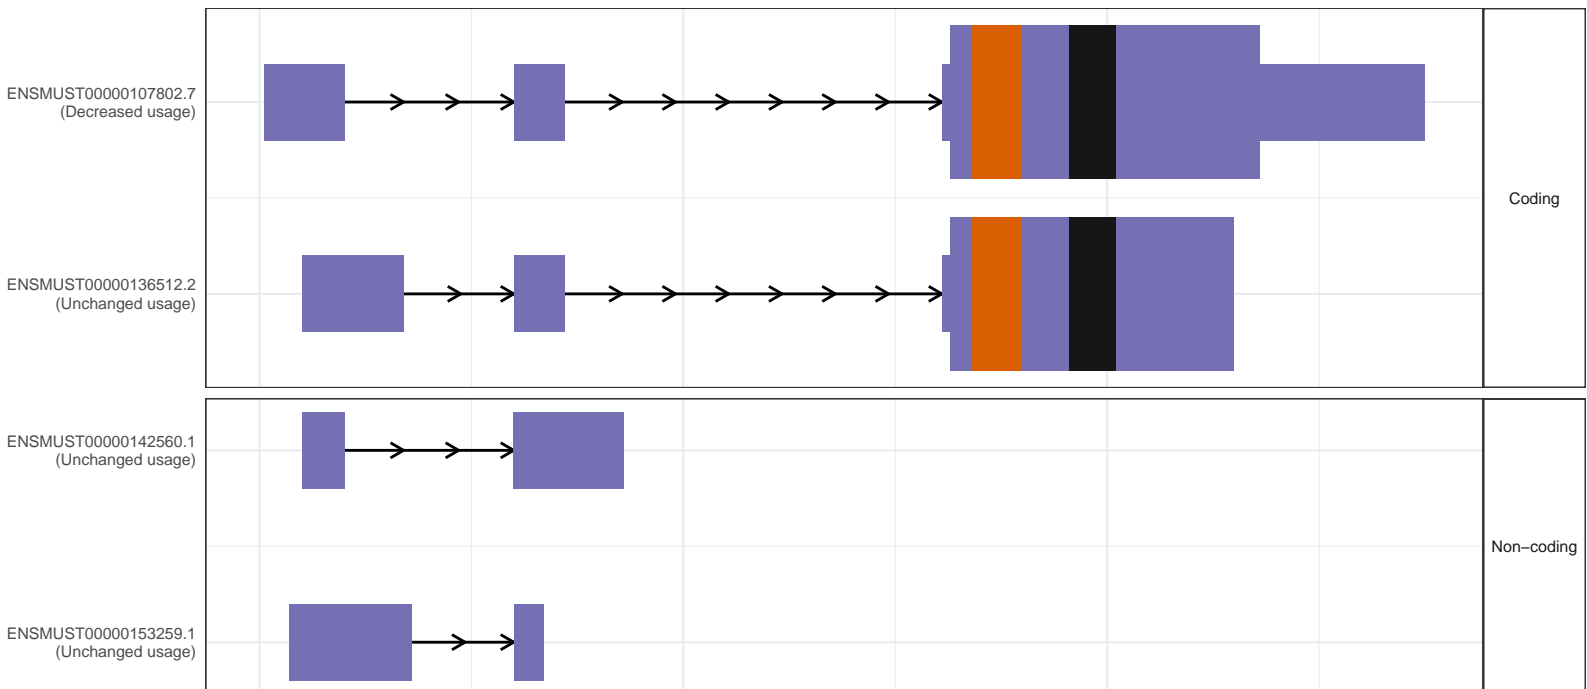 ENSMUST00000107802.7
(Decreased usage)
Coding
ENSMUST00000136512.2
(Unchanged usage)
ENSMUST00000142560.1
(Unchanged usage)
Non−coding
ENSMUST00000153259.1
(Unchanged usage)